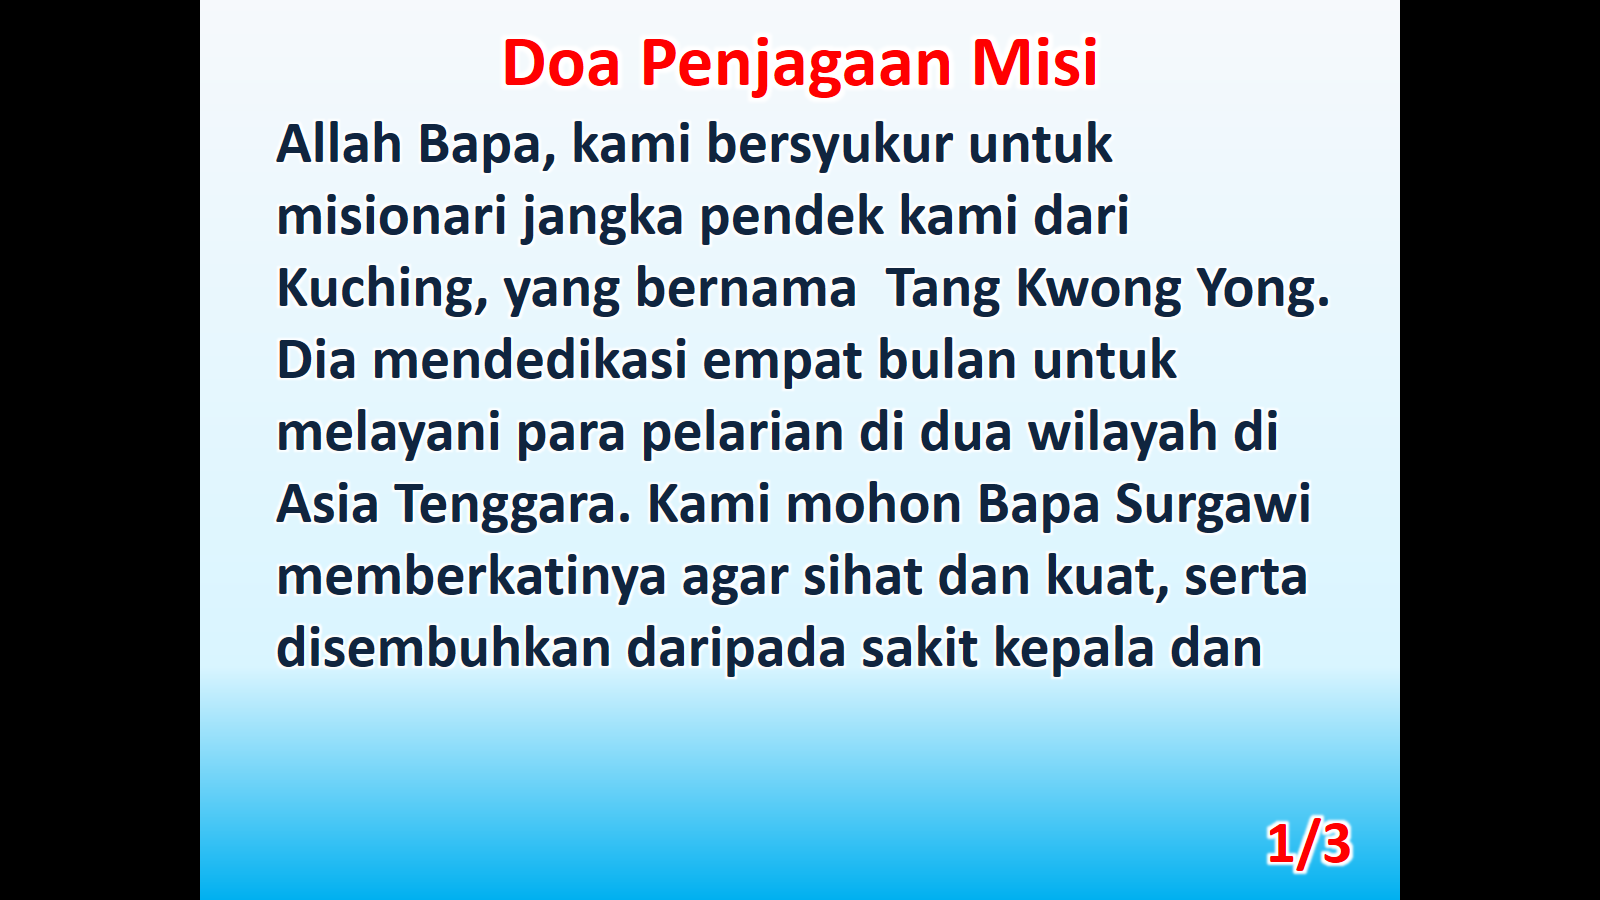 Doa Penjagaan Misi
Allah Bapa, kami bersyukur untuk
misionari jangka pendek kami dari
Kuching, yang bernama  Tang Kwong Yong.
Dia mendedikasi empat bulan untuk
melayani para pelarian di dua wilayah di
Asia Tenggara. Kami mohon Bapa Surgawi
memberkatinya agar sihat dan kuat, serta
disembuhkan daripada sakit kepala dan
1/3